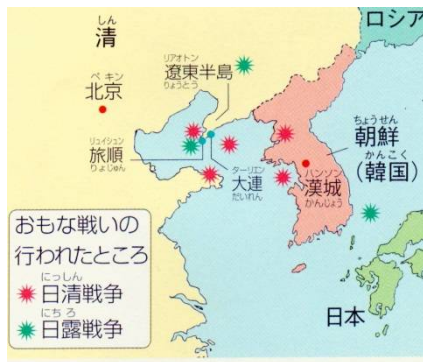 ロシア
しん
清
リアオトン
遼東半島
りょうとう
ペキン
北京
ちょうせん
朝鮮
かんこく
(韓国)
リュイシュン
旅順
りょじゅん
ターリエン
大連
だいれん
ハンソン
漢城
かんじょう
おもな戦いの
行われたところ
にっしん
日清戦争
にちろ
日露戦争
日本